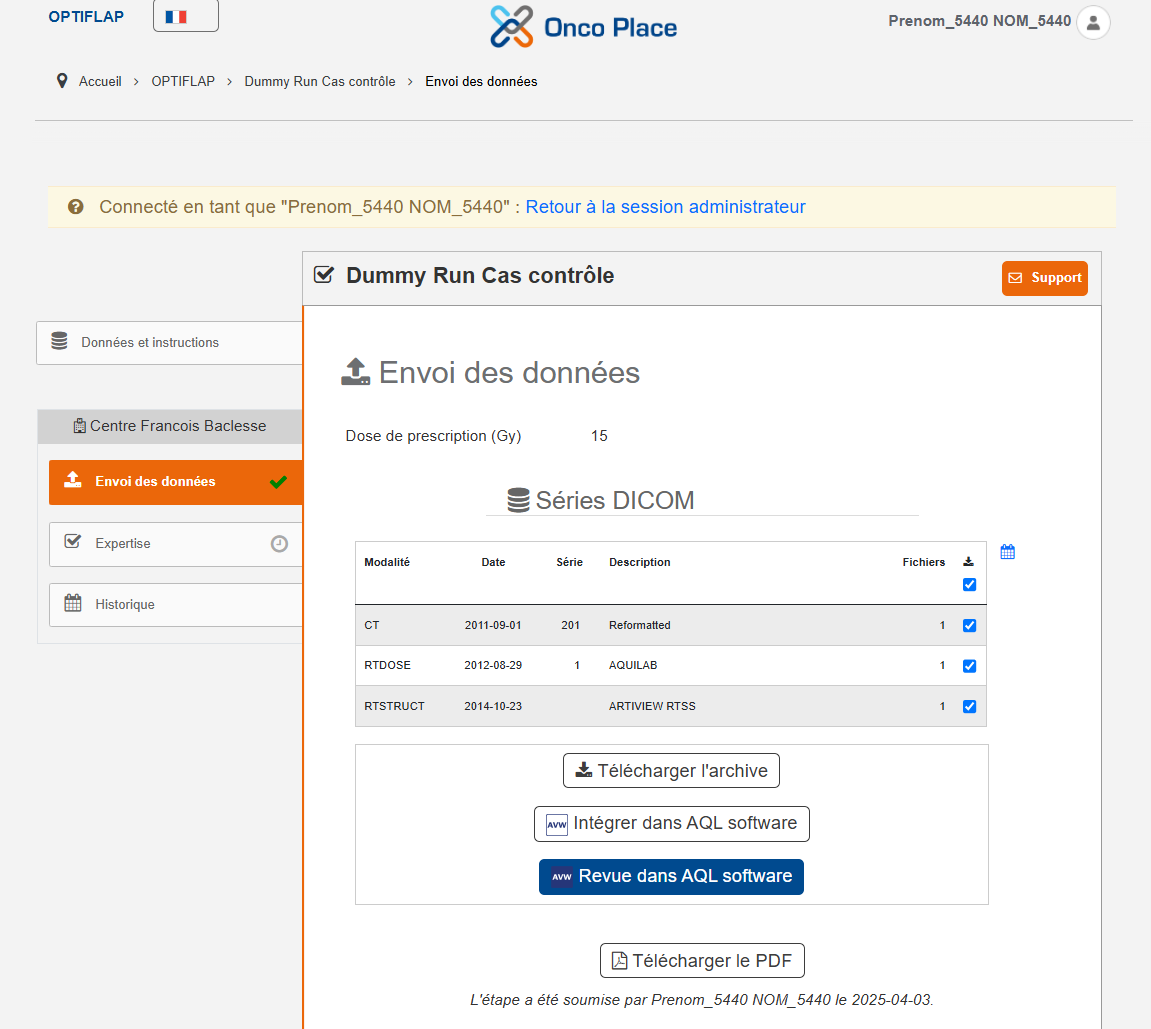 OPTIFLAP
Onco Place
Prenom_5440 NOM_5440
Accueil > OPTIFLAP > Dummy Run Cas contrôle > Envoi des données
Connecté en tant que "Prenom_5440 NOM_5440" : Retour à la session administrateur
Dummy Run Cas contrôle
Support
Données et instructions
Centre Francois Baclesse
Envoi des données
Expertise
Historique
Envoi des données
Dose de prescription (Gy) 15
Séries DICOM
Modalité Date Série Description Fichiers
CT 2011-09-01 201 Reformatted 1
RTDOSE 2012-08-29 1 AQUILAB 1
RTSTRUCT 2014-10-23 ARTIVIEW RTSS 1
Télécharger l'archive
AVW Intégrer dans AQL software
AVW Revue dans AQL software
Télécharger le PDF
L'étape a été soumise par Prenom_5440 NOM_5440 le 2025-04-03.